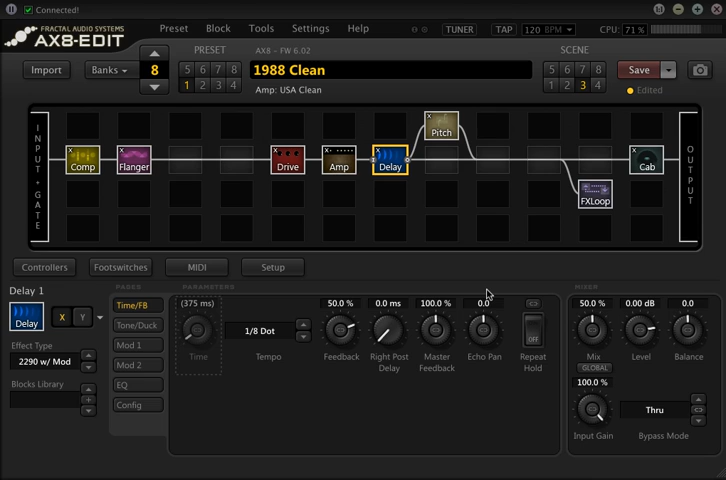 Connected!
FRACTAL AUDIO SYSTEMS
AX8-EDIT
Preset Block Tools Settings Help
TUNER TAP 120 BPM CPU: 71 %
PRESET AX8 - FW 6.02 SCENE
Import Banks 8 5 6 7 8 1988 Clean 5 6 7 8 Save
1 2 3 4 Amp: USA Clean 1 2 3 4 Edited
INPUT + GATE
X Pitch
X Comp X Flanger X Drive X Amp X Delay X Cab
FXLoop
OUTPUT
Controllers Footswitches MIDI Setup
Delay 1 PAGES PARAMETERS MIXER
Delay X Y
Effect Type
2290 w/ Mod
Blocks Library
Time/FB
Tone/Duck
Mod 1
Mod 2
EQ
Config
(375 ms) 50.0 % 0.0 ms 100.0 % 0.0
1/8 Dot OFF
Time Tempo Feedback Right Post Delay Master Feedback Echo Pan Repeat Hold
50.0 % 0.00 dB 0.0
Mix Level Balance
GLOBAL
100.0 %
Thru
Input Gain Bypass Mode